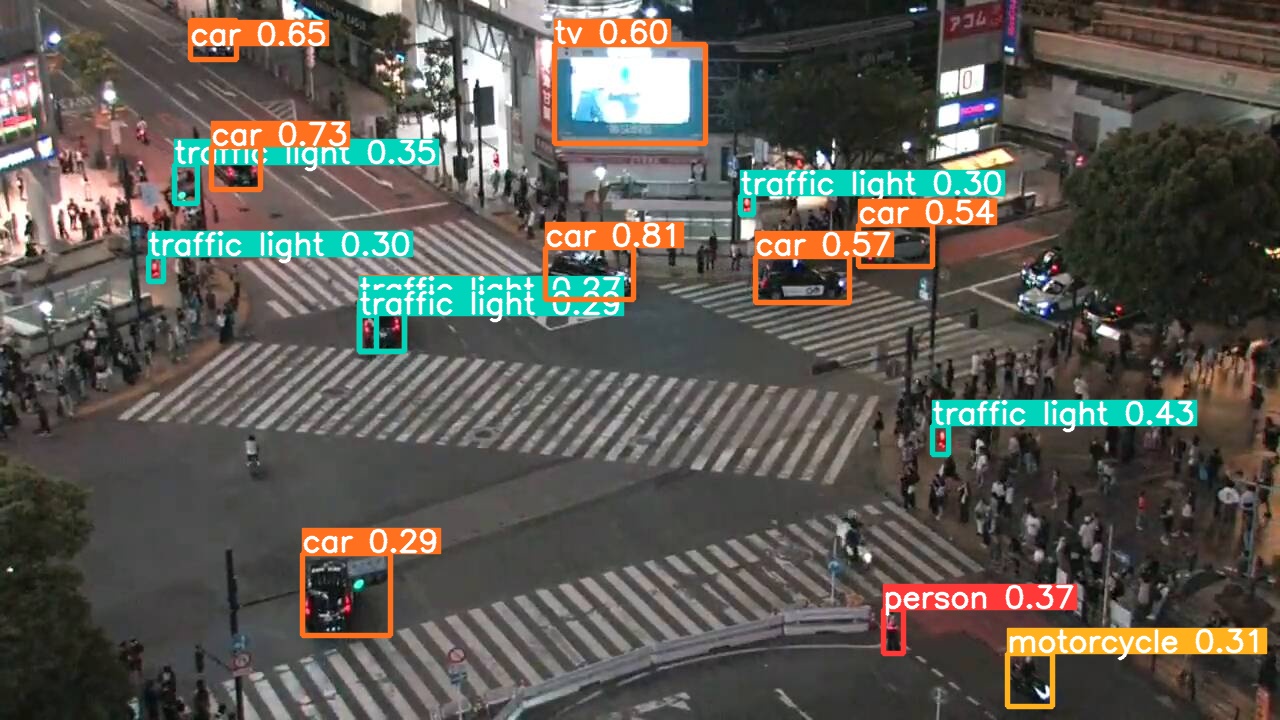 car 0.65
tv 0.60
アコム
car 0.73
traffic light 0.35
traffic light 0.30
car 0.54
traffic light 0.30
car 0.81
car 0.57
traffic light 0.29
traffic light 0.43
car 0.29
person 0.37
motorcycle 0.31